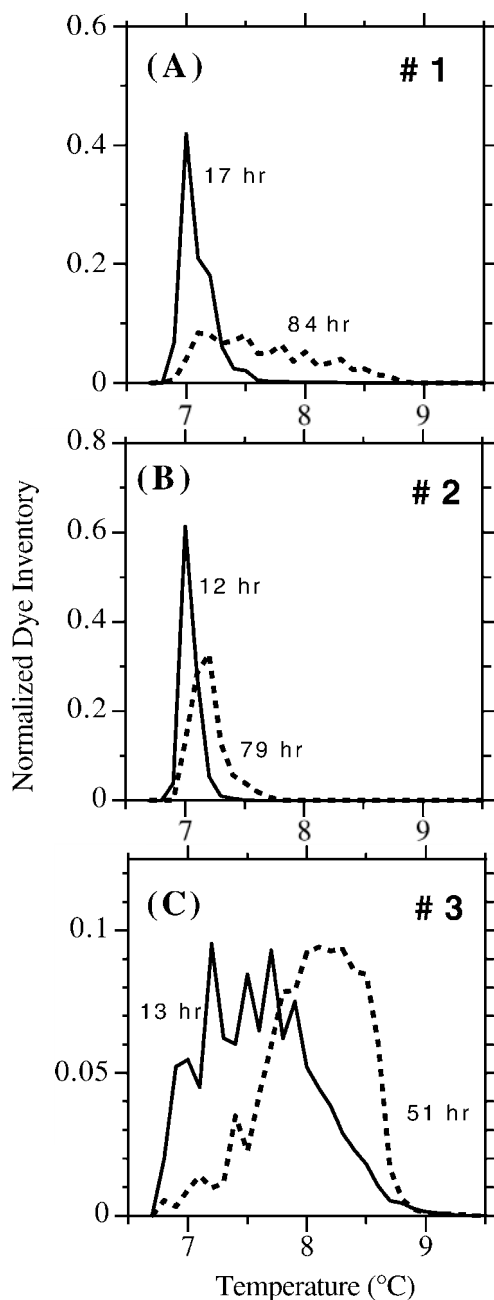 0.6
(A)
# 1
0.4
17 hr
0.2
84 hr
0
7 8 9
0.8
(B)
# 2
0.6
12 hr
0.4
0.2
79 hr
0
7 8 9
Normalized Dye Inventory
(C)
# 3
0.1
13 hr
0.05
51 hr
0
7 8 9
Temperature (°C)